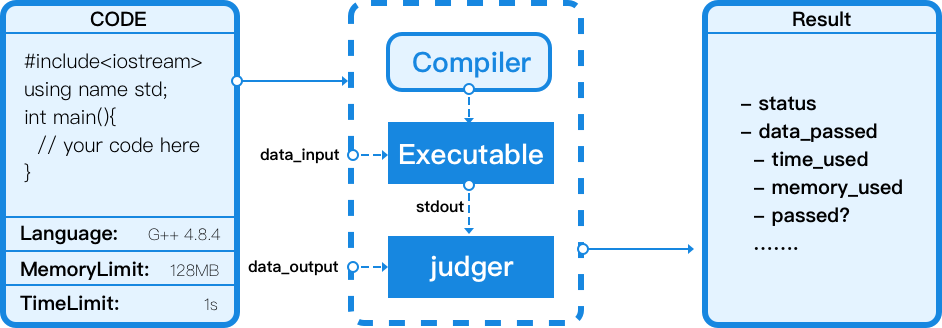 CODE
#include<iostream>
using name std;
int main(){
// your code here
}
Language: G++ 4.8.4
MemoryLimit: 128MB
TimeLimit: 1s
data_input
data_output
Compiler
Executable
stdout
judger
Result
– status
– data_passed
– time_used
– memory_used
– passed?
.......